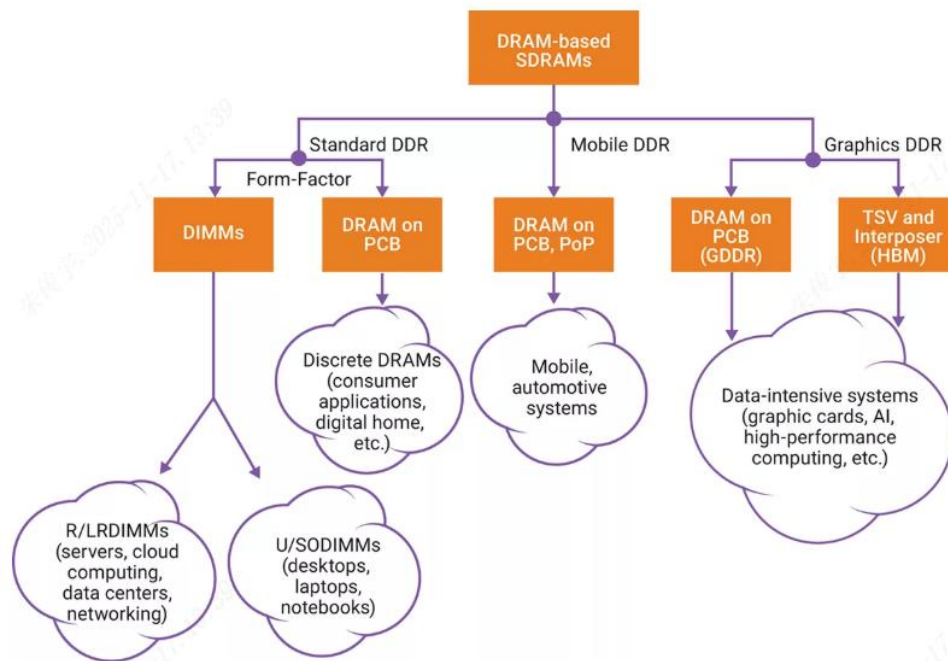 DRAM-based
SDRAMs
Standard DDR
Mobile DDR
Graphics DDR
Form-Factor
DIMMs
DRAM on
PCB
DRAM on
PCB, PoP
DRAM on
PCB
(GDDR)
TSV and
Interposer
(HBM)
Discrete DRAMs
(consumer
applications,
digital home,
etc.)
Mobile,
automotive
systems
Data-intensive systems
(graphic cards, AI,
high-performance
computing, etc.)
R/LRDIMMs
(servers, cloud
computing,
data centers,
networking)
U/SODIMMs
(desktops,
laptops,
notebooks)